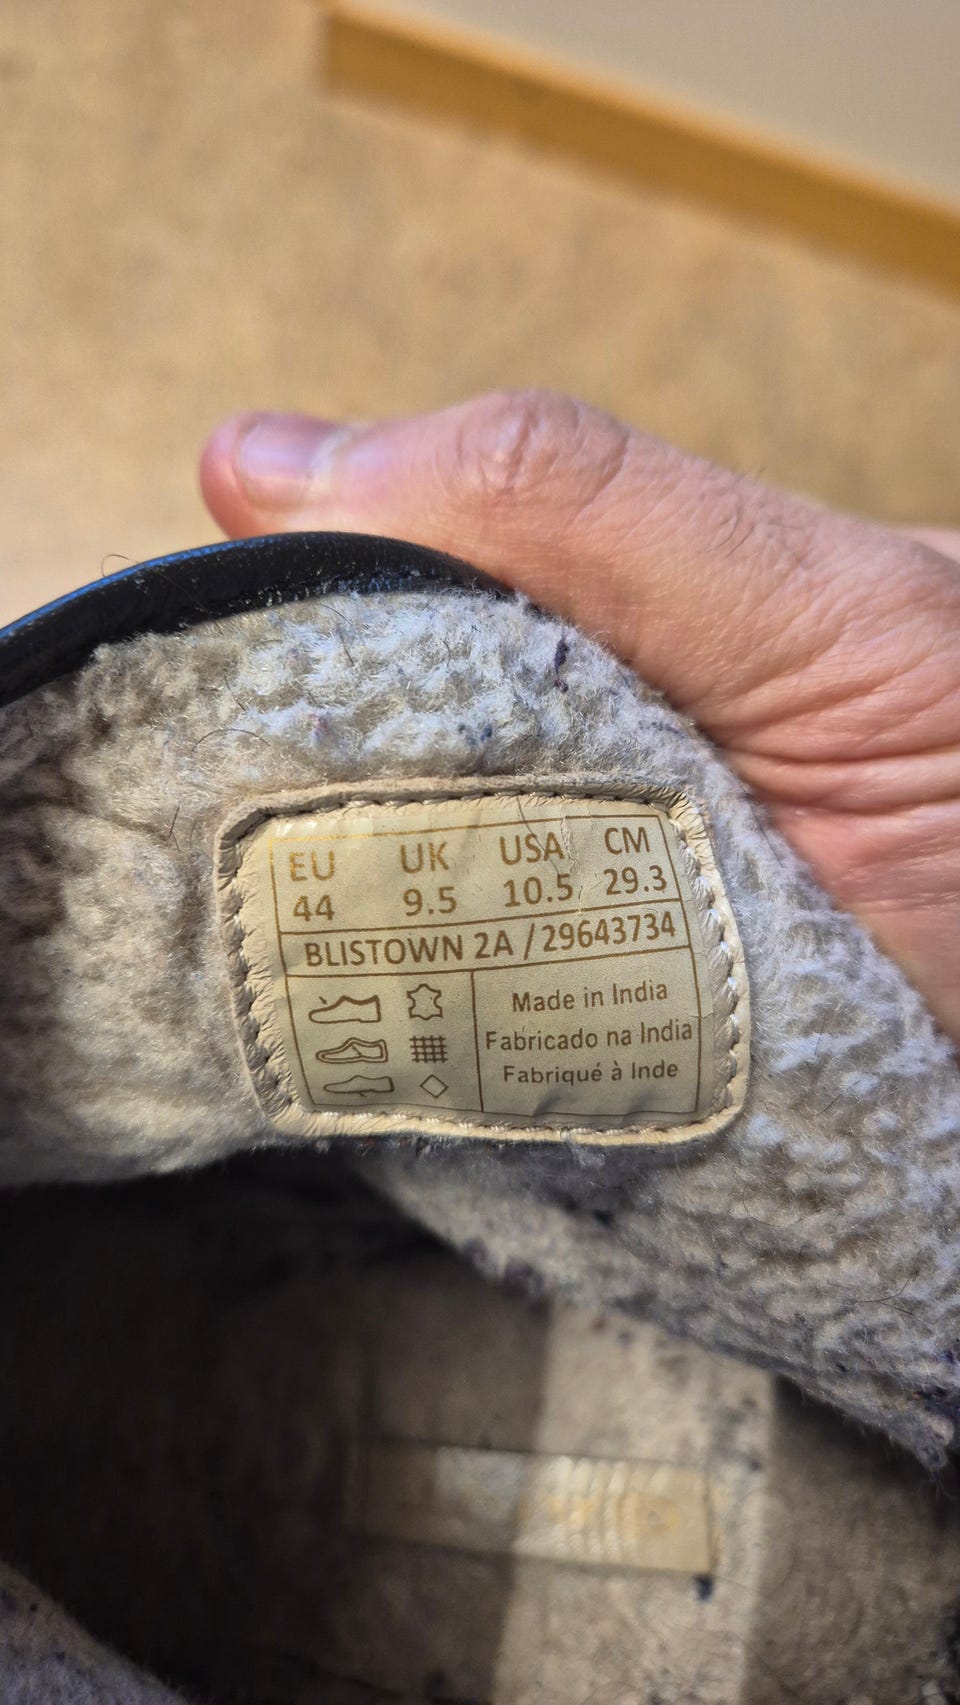 EU UK USA CM
44 9.5 10.5 29.3
BLISTOWN 2A / 29643734
Made in India
Fabricado na India
Fabriqué à Inde